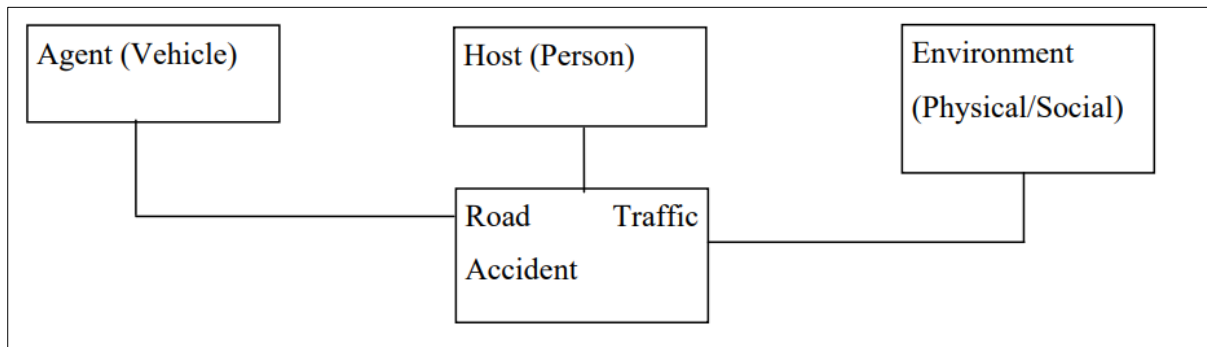 Agent (Vehicle)
Host (Person)
Environment
(Physical/Social)
Road Traffic
Accident